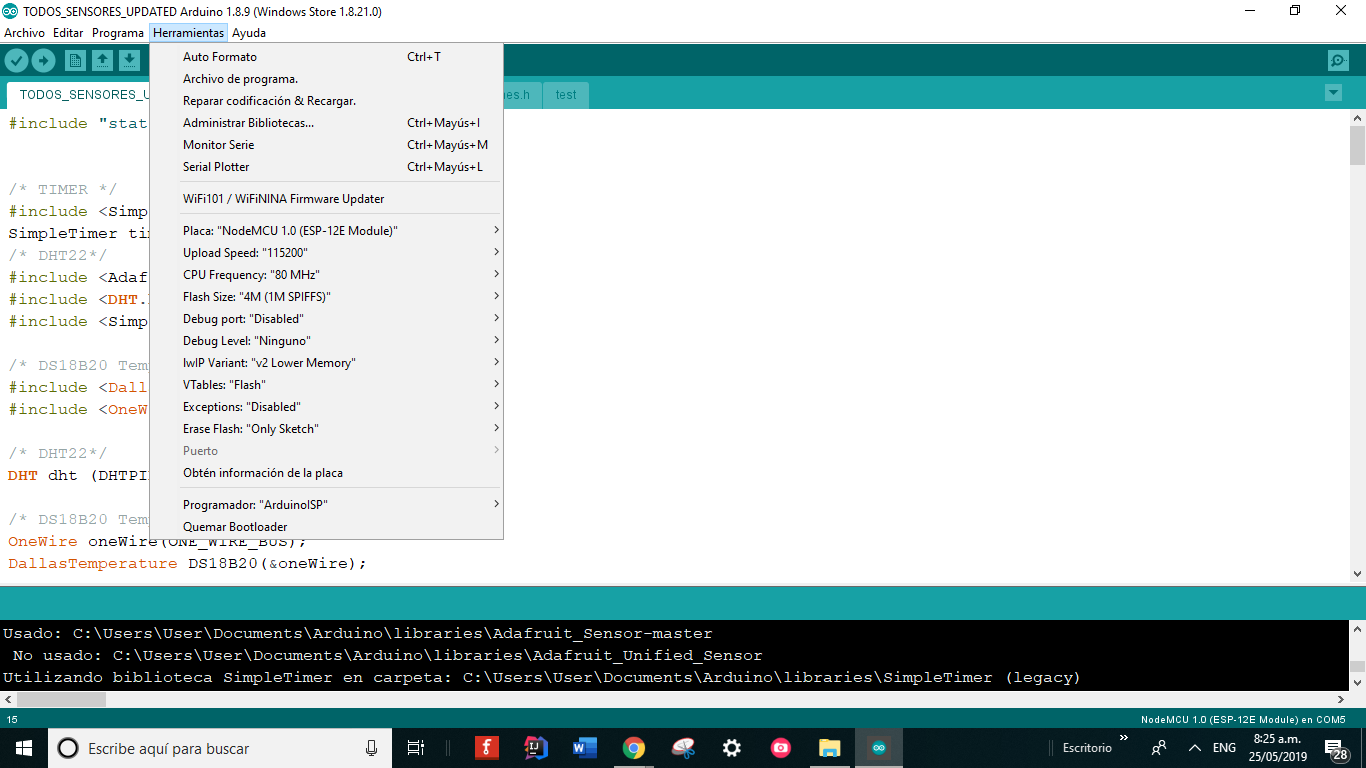 TODOS_SENSORES_UPDATED Arduino 1.8.9 (Windows Store 1.8.21.0)
Archivo Editar Programa Herramientas Ayuda
TODOS_SENSORES_U nes.h test
Auto Formato Ctrl+T
Archivo de programa.
Reparar codificación & Recargar.
Administrar Bibliotecas... Ctrl+Mayús+I
Monitor Serie Ctrl+Mayús+M
Serial Plotter Ctrl+Mayús+L
WiFi101 / WiFiNINA Firmware Updater
Placa: "NodeMCU 1.0 (ESP-12E Module)"
Upload Speed: "115200"
CPU Frequency: "80 MHz"
Flash Size: "4M (1M SPIFFS)"
Debug port: "Disabled"
Debug Level: "Ninguno"
lwIP Variant: "v2 Lower Memory"
VTables: "Flash"
Exceptions: "Disabled"
Erase Flash: "Only Sketch"
Puerto
Obtén información de la placa
Programador: "ArduinoISP"
Quemar Bootloader
#include "stat
/* TIMER */
#include <Simp
SimpleTimer tim
/* DHT22*/
#include <Adaf
#include <DHT.
#include <Simp
/* DS18B20 Tem
#include <Dall
#include <OneW
/* DHT22*/
DHT dht (DHTPI
/* DS18B20 Tem
OneWire oneWire(ONE_WIRE_BUS);
DallasTemperature DS18B20(&oneWire);
Usado: C:\Users\User\Documents\Arduino\libraries\Adafruit_Sensor-master
No usado: C:\Users\User\Documents\Arduino\libraries\Adafruit_Unified_Sensor
Utilizando biblioteca SimpleTimer en carpeta: C:\Users\User\Documents\Arduino\libraries\SimpleTimer (legacy)
15 NodeMCU 1.0 (ESP-12E Module) en COM5
Escribe aquí para buscar Escritorio ENG 8:25 a.m.
25/05/2019 28